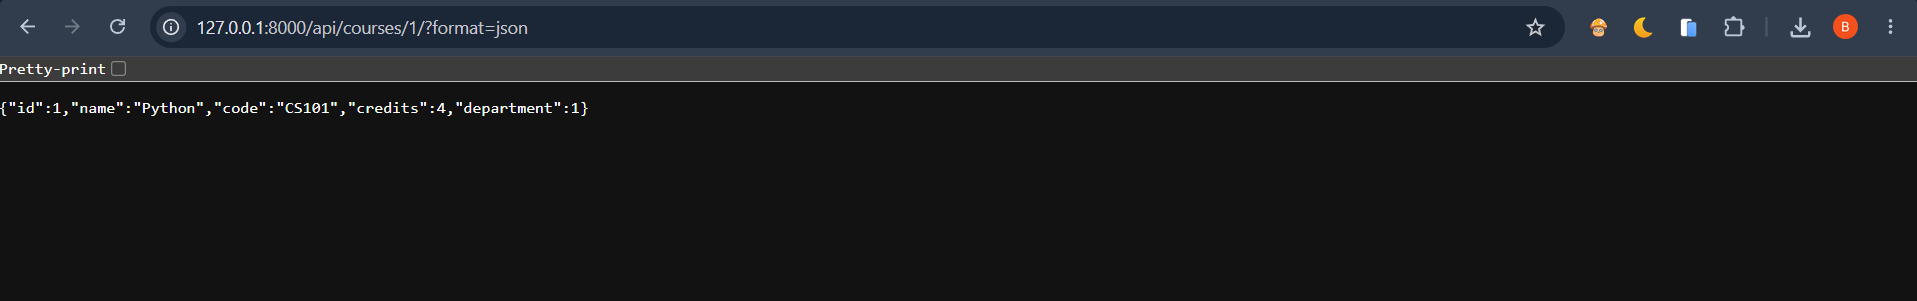 127.0.0.1:8000/api/courses/1/?format=json
B
Pretty-print
{"id":1,"name":"Python","code":"CS101","credits":4,"department":1}